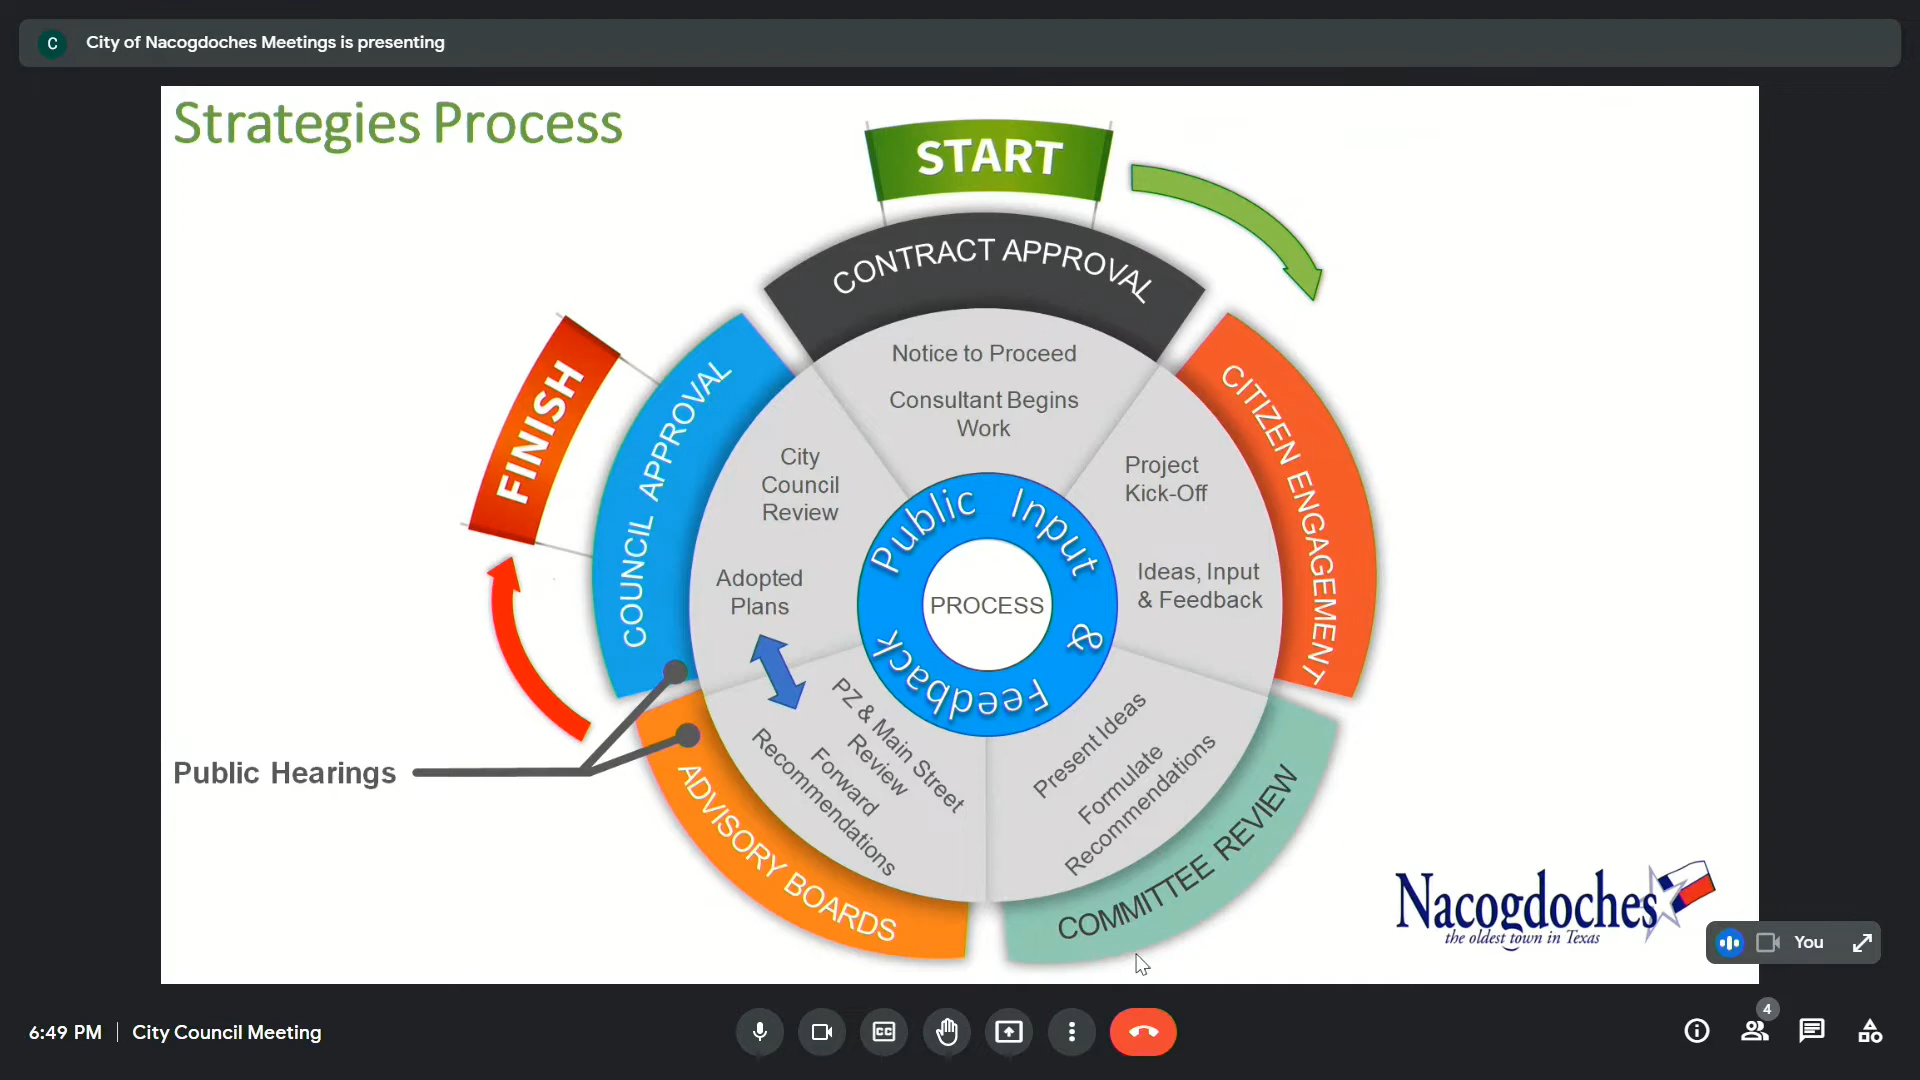 C
City of Nacogdoches Meetings is presenting
Strategies Process
START
CONTRACT APPROVAL
Notice to Proceed
Consultant Begins
Work
CITIZEN ENGAGEMENT
Project
Kick-Off
Ideas, Input
& Feedback
COMMITTEE REVIEW
Present Ideas
Formulate
Recommendations
ADVISORY BOARDS
PZ & Main Street
Review
Forward
Recommendations
COUNCIL APPROVAL
City
Council
Review
Adopted
Plans
FINISH
Public Input & Feedback
PROCESS
Public Hearings
Nacogdoches
the oldest town in Texas
You
6:49 PM
City Council Meeting
CC
4